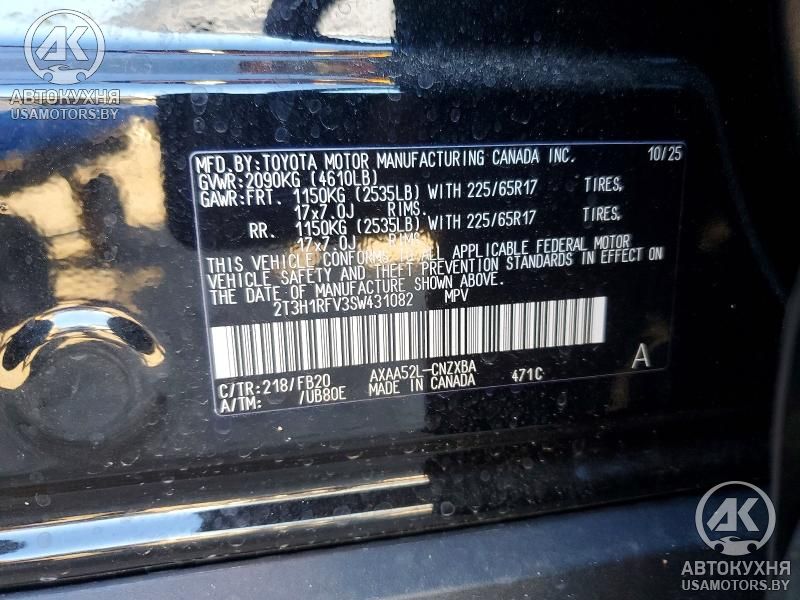 AK
АВТОКУХНЯ
USAMOTORS.BY
MFD.BY:TOYOTA MOTOR MANUFACTURING CANADA INC. 10/25
GVWR:2090KG (4610LB)
GAWR:FRT. 1150KG (2535LB) WITH 225/65R17 TIRES,
17x7.0J RIMS.
RR. 1150KG (2535LB) WITH 225/65R17 TIRES,
17x7.0J RIMS.
THIS VEHICLE CONFORMS TO ALL APPLICABLE FEDERAL MOTOR
VEHICLE SAFETY AND THEFT PREVENTION STANDARDS IN EFFECT ON
THE DATE OF MANUFACTURE SHOWN ABOVE.
2T3H1RFV3SW431082 MPV
C/TR:218/FB20 AXAA52L-CNZXBA 471C A
A/TM: /UB80E MADE IN CANADA
AK
АВТОКУХНЯ
USAMOTORS.BY